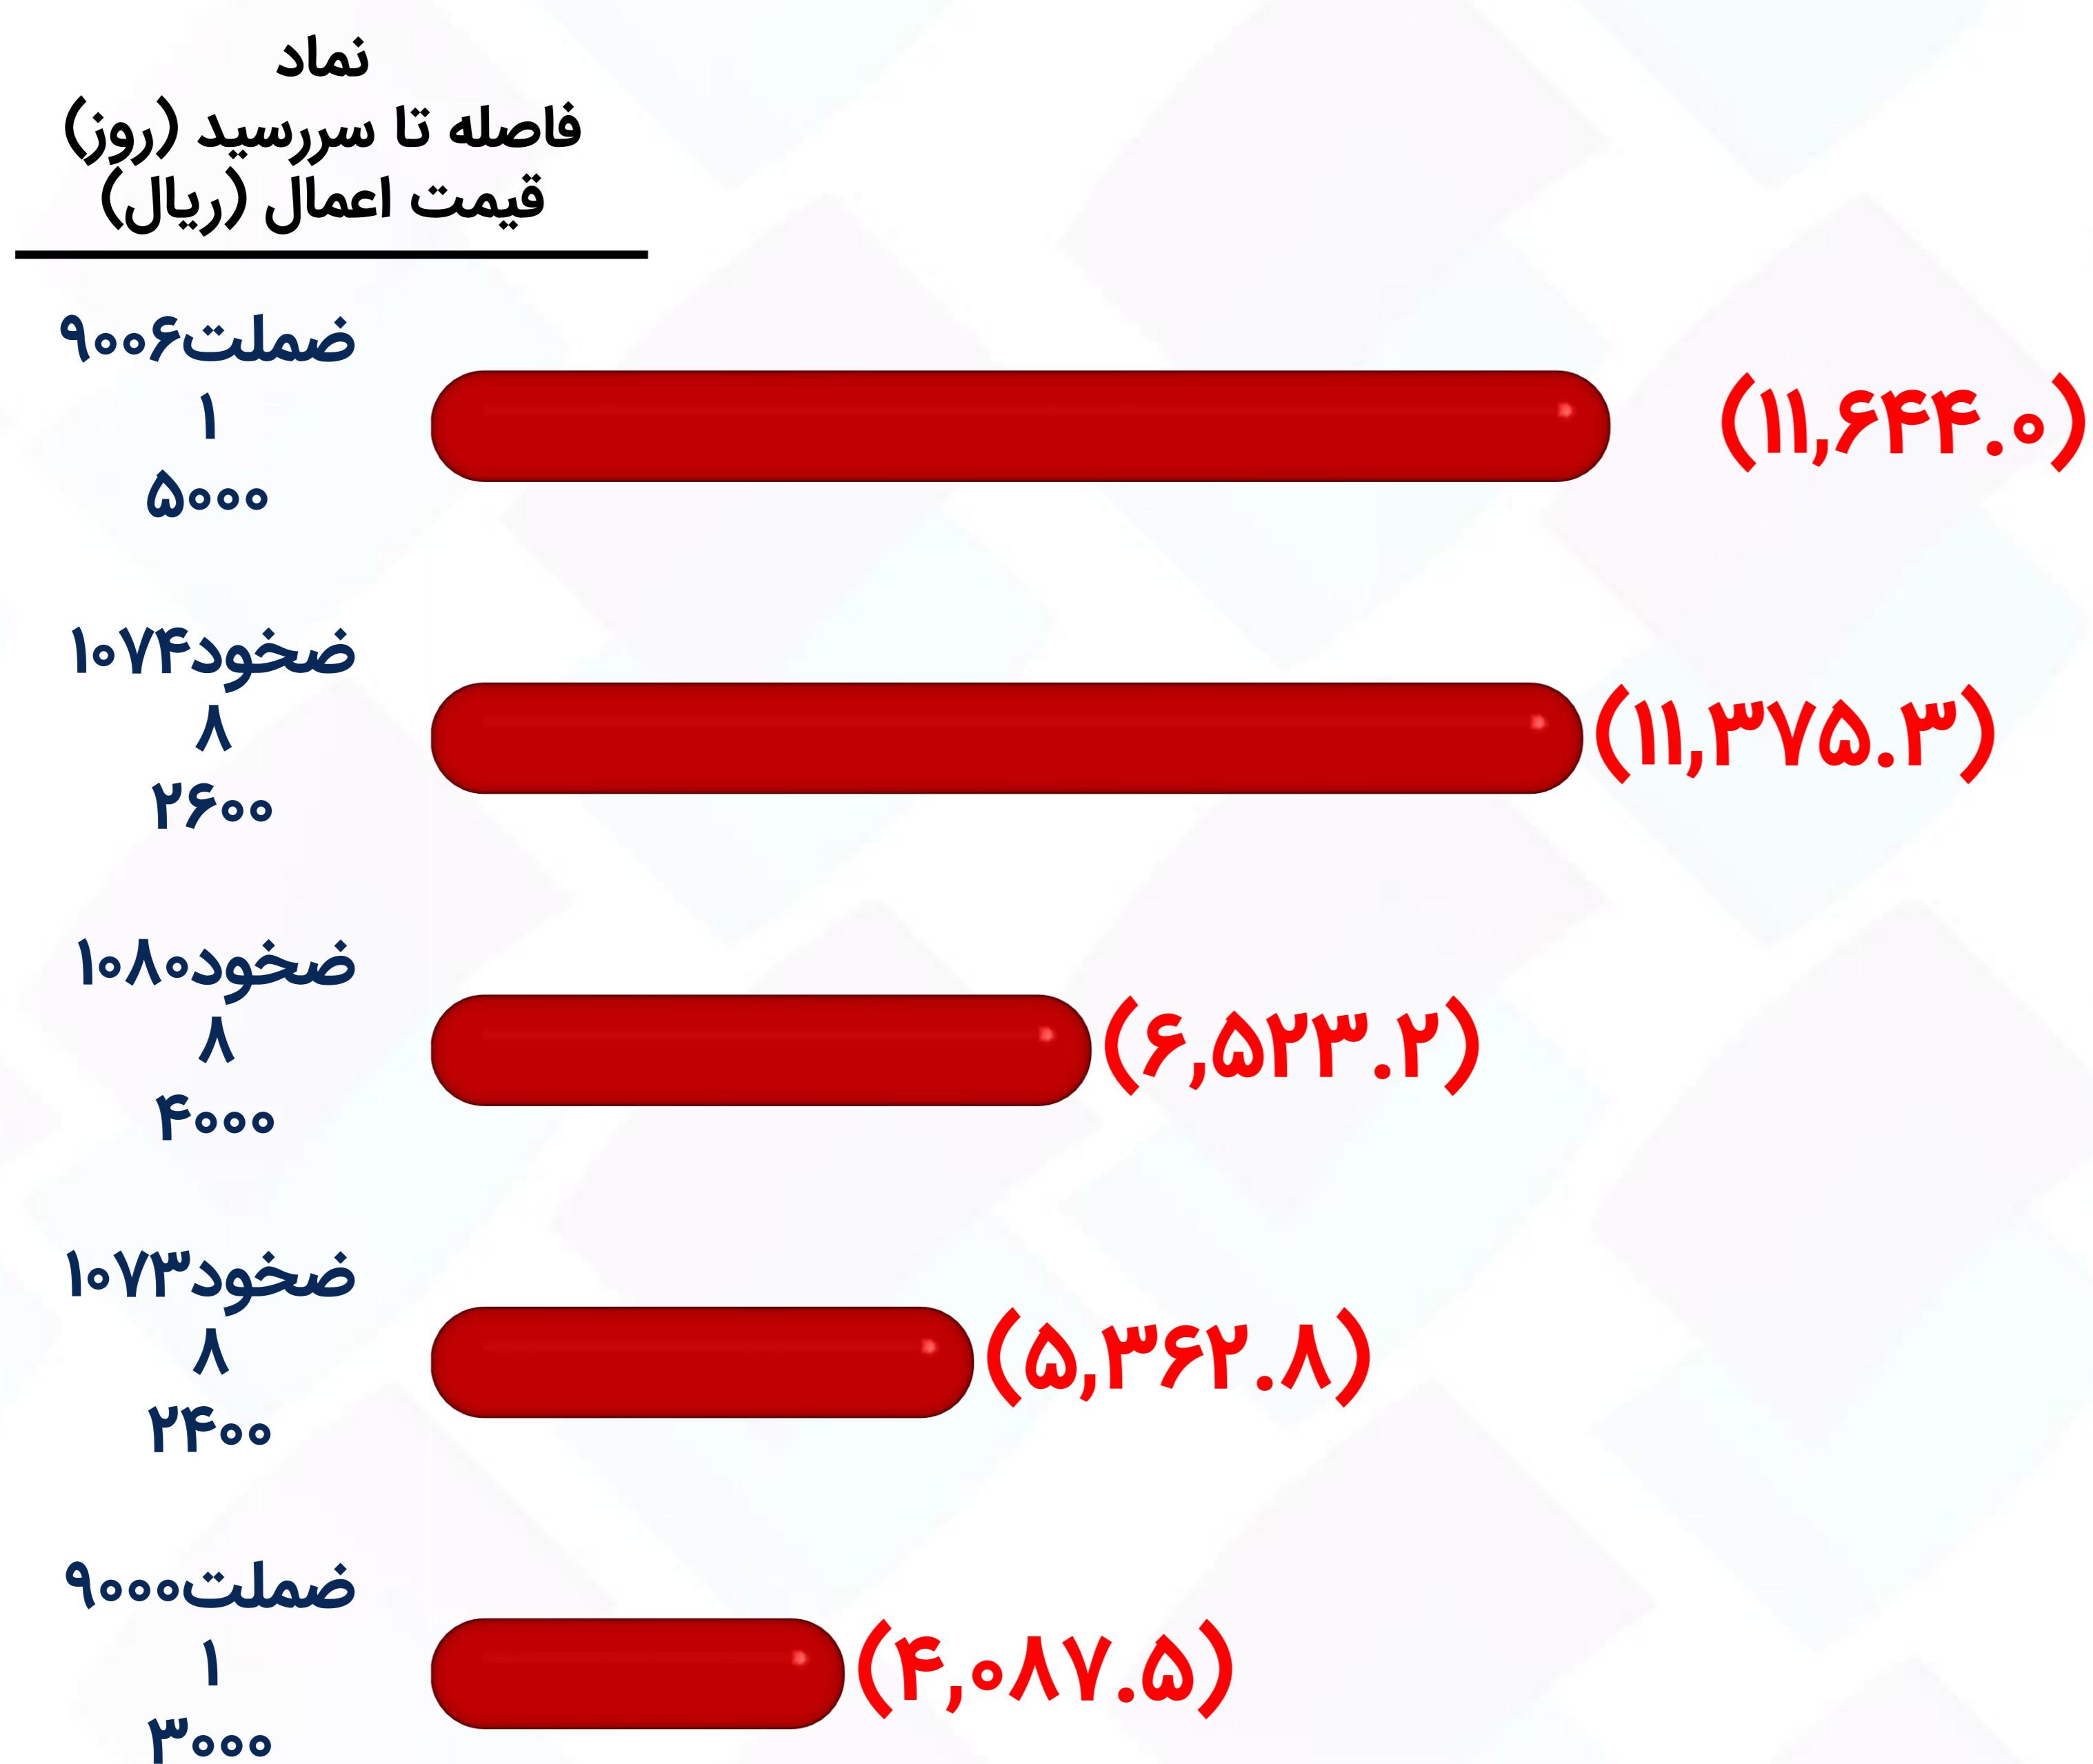 نماد
فاصله تا سررسید (روز)
قیمت اعمال (ریال)
ضملت۹۰۰۶
۱
۵۰۰۰
(۱۱,۶۴۴.۰)
ضخود۱۰۷۴
۸
۲۶۰۰
(۱۱,۳۷۵.۳)
ضخود۱۰۸۰
۸
۴۰۰۰
(۶,۵۲۳.۲)
ضخود۱۰۷۳
۸
۲۴۰۰
(۵,۳۶۲.۸)
ضملت۹۰۰۰
۱
۳۰۰۰
(۴,۰۸۷.۵)